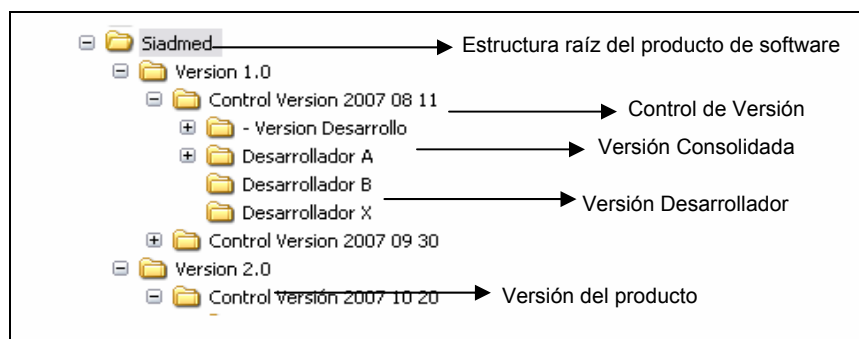 Siadmed Estructura raíz del producto de software
Version 1.0
Control Version 2007 08 11 Control de Versión
- Version Desarrollo
Desarrollador A Versión Consolidada
Desarrollador B
Desarrollador X Versión Desarrollador
Control Version 2007 09 30
Version 2.0
Control Versión 2007 10 20 Versión del producto